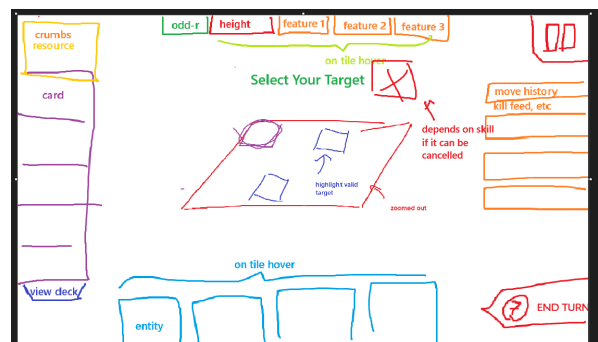 crumbs
resource
odd-r
height
feature 1
feature 2
feature 3
on tile hover
Select Your Target
X
card
move history
kill feed, etc
depends on skill
if it can be
cancelled
highlight valid
target
zoomed out
view deck
on tile hover
entity
7
END TURN